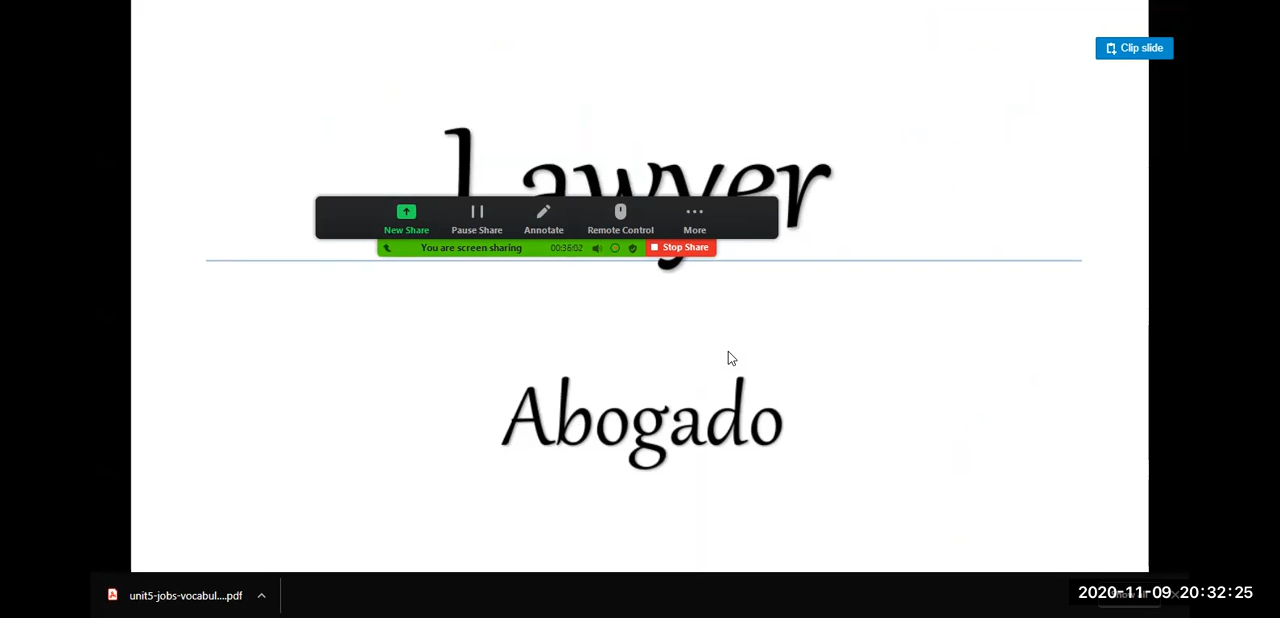 Clip slide
Lawyer
New Share Pause Share Annotate Remote Control More
You are screen sharing 00:36:02 Stop Share
Abogado
unit5-jobs-vocabul....pdf
2020-11-09 20:32:25